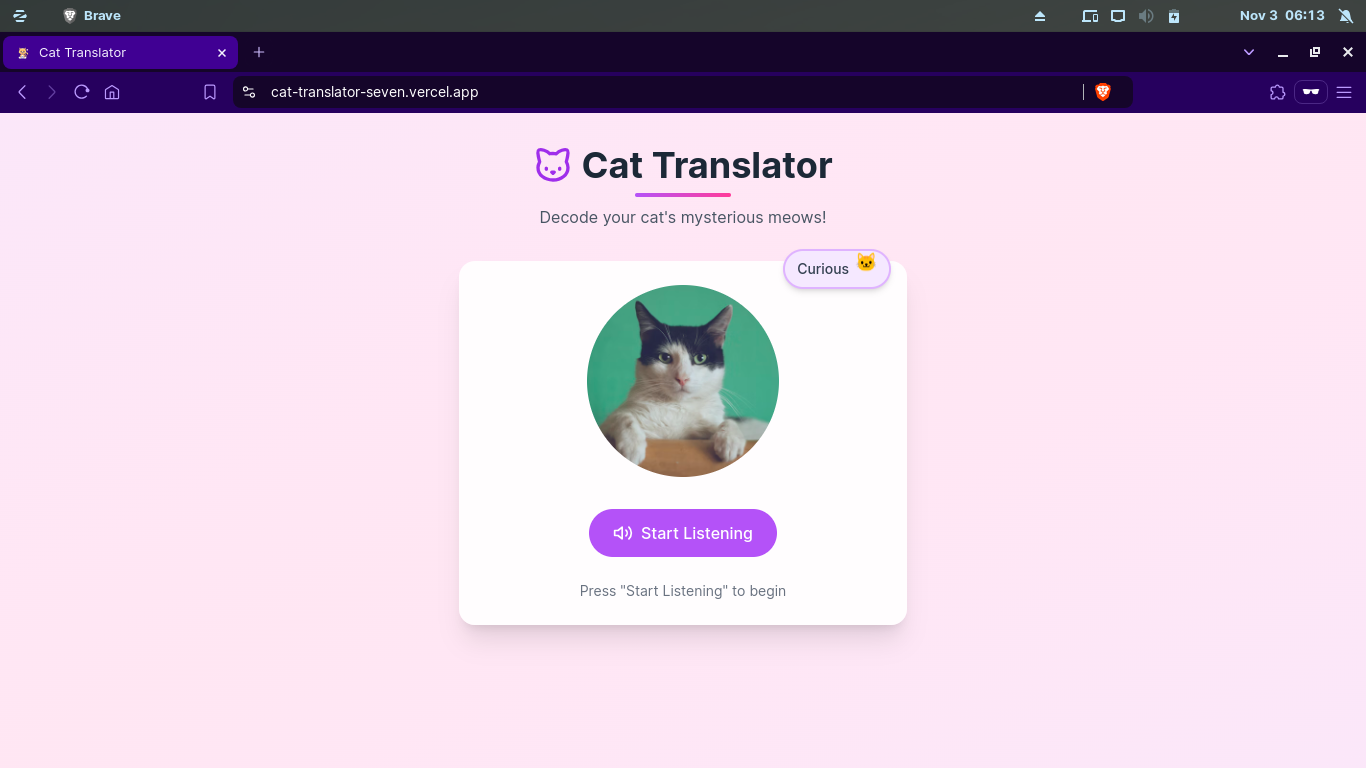 Brave
Nov 3 06:13
Cat Translator
cat-translator-seven.vercel.app
Cat Translator
Decode your cat's mysterious meows!
Curious
Start Listening
Press "Start Listening" to begin